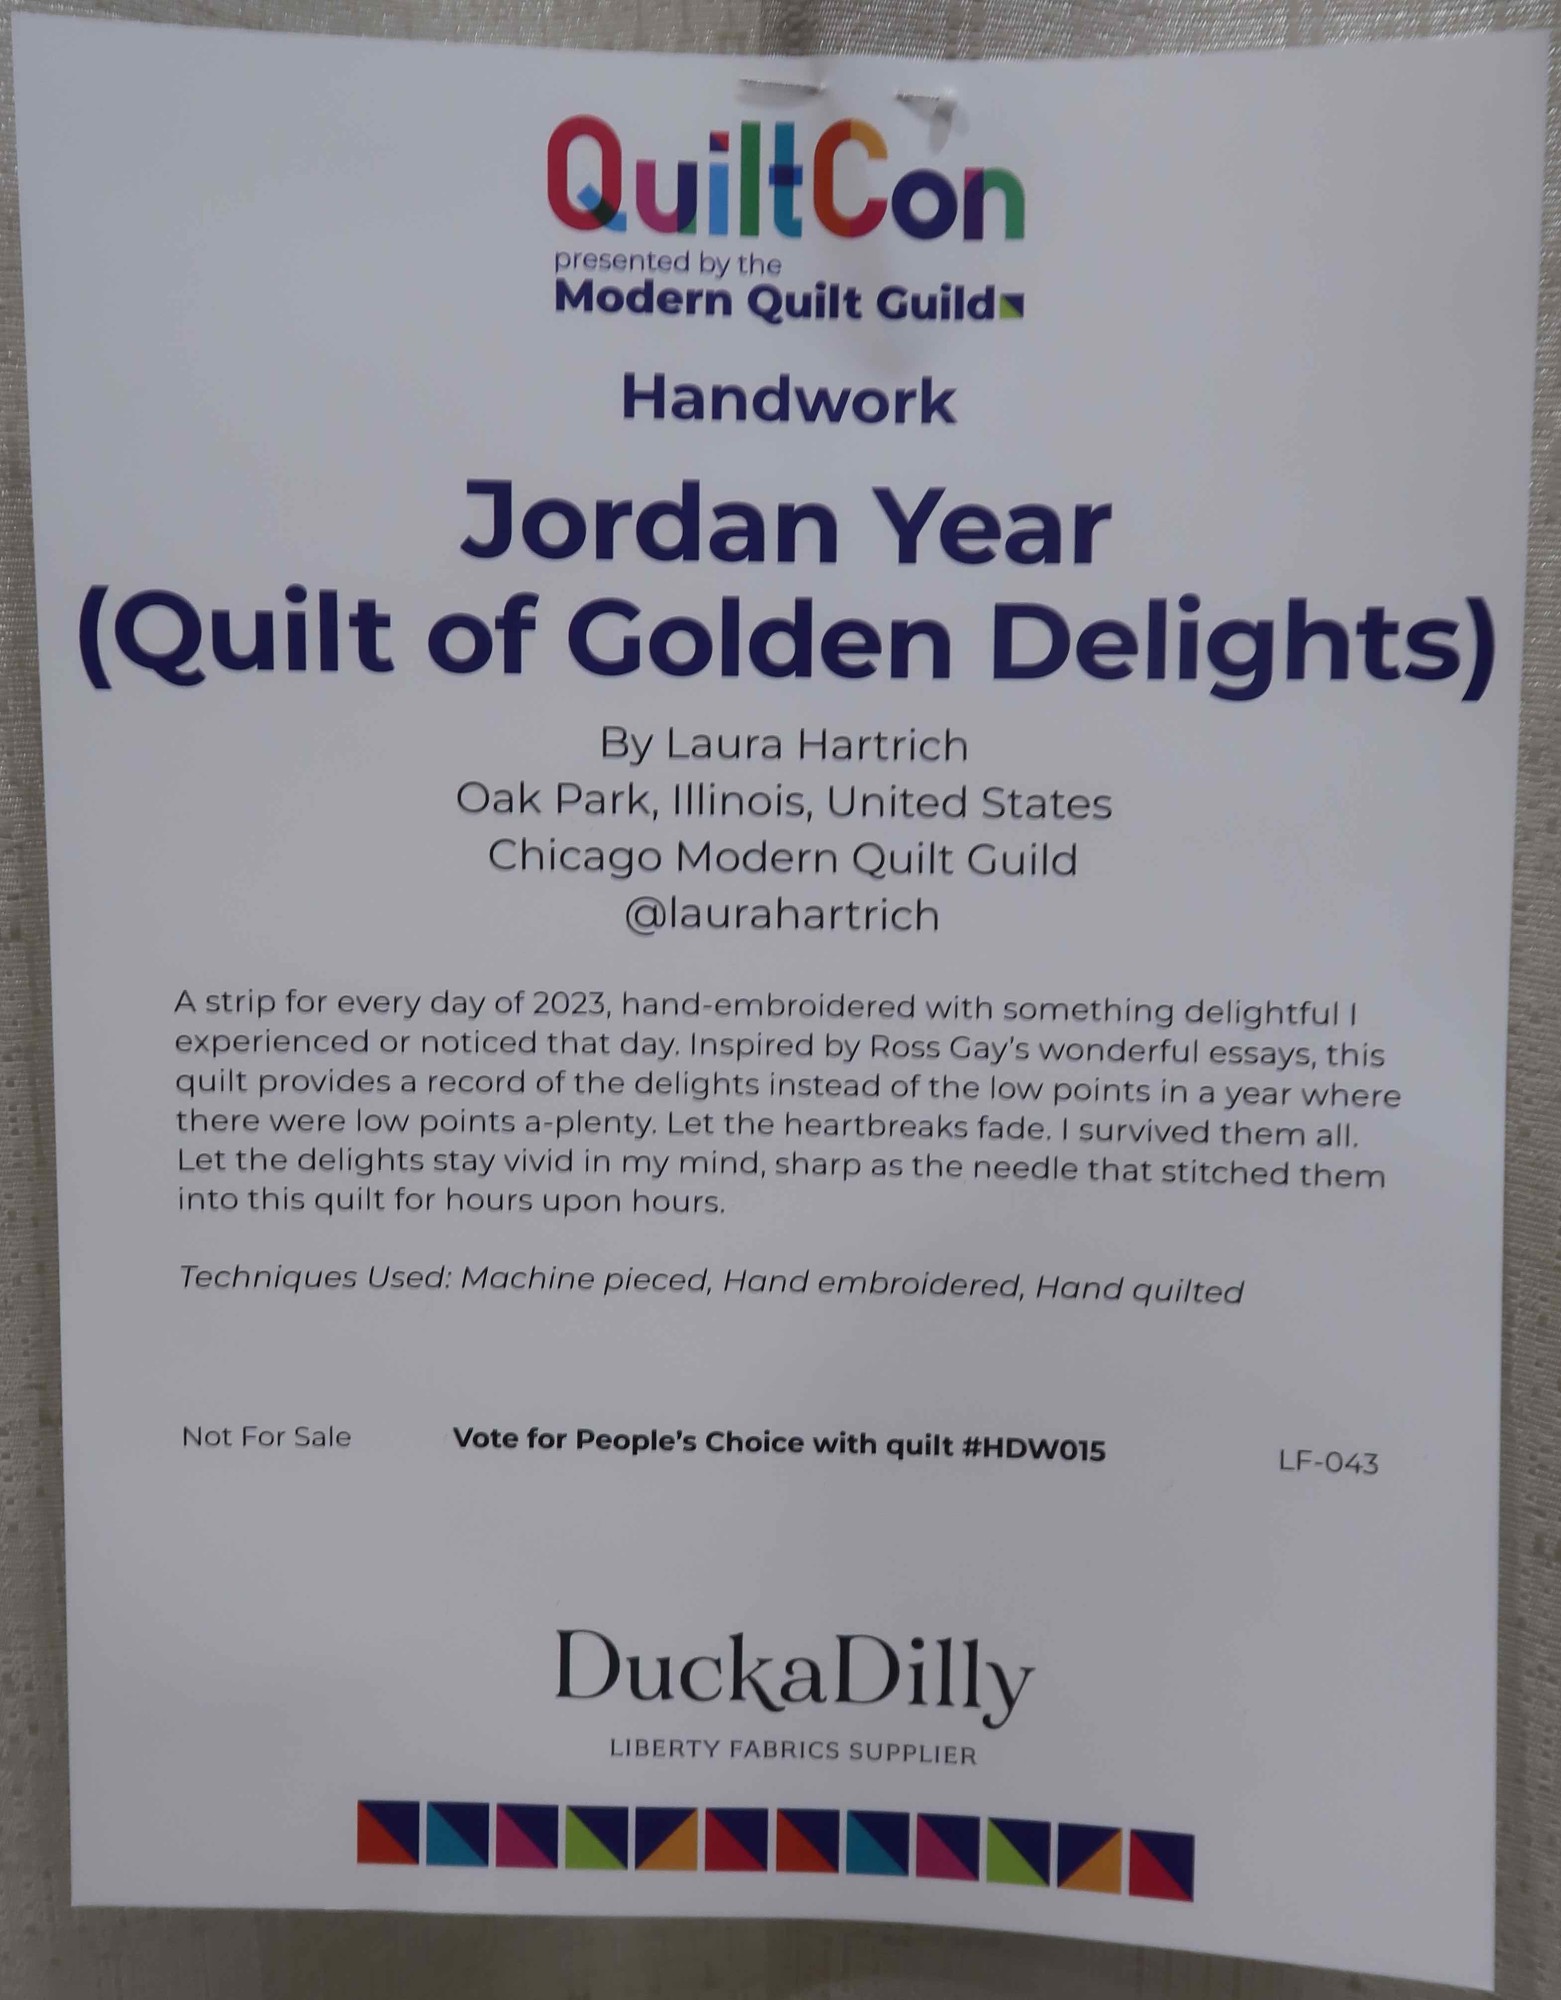 QuiltCon
presented by the
Modern Quilt Guild
Handwork
Jordan Year
(Quilt of Golden Delights)
By Laura Hartrich
Oak Park, Illinois, United States
Chicago Modern Quilt Guild
@laurahartrich
A strip for every day of 2023, hand-embroidered with something delightful I
experienced or noticed that day. Inspired by Ross Gay's wonderful essays, this
quilt provides a record of the delights instead of the low points in a year where
there were low points a-plenty. Let the heartbreaks fade. I survived them all.
Let the delights stay vivid in my mind, sharp as the needle that stitched them
into this quilt for hours upon hours.
Techniques Used: Machine pieced, Hand embroidered, Hand quilted
Not For Sale Vote for People's Choice with quilt #HDW015 LF-043
DuckaDilly
LIBERTY FABRICS SUPPLIER